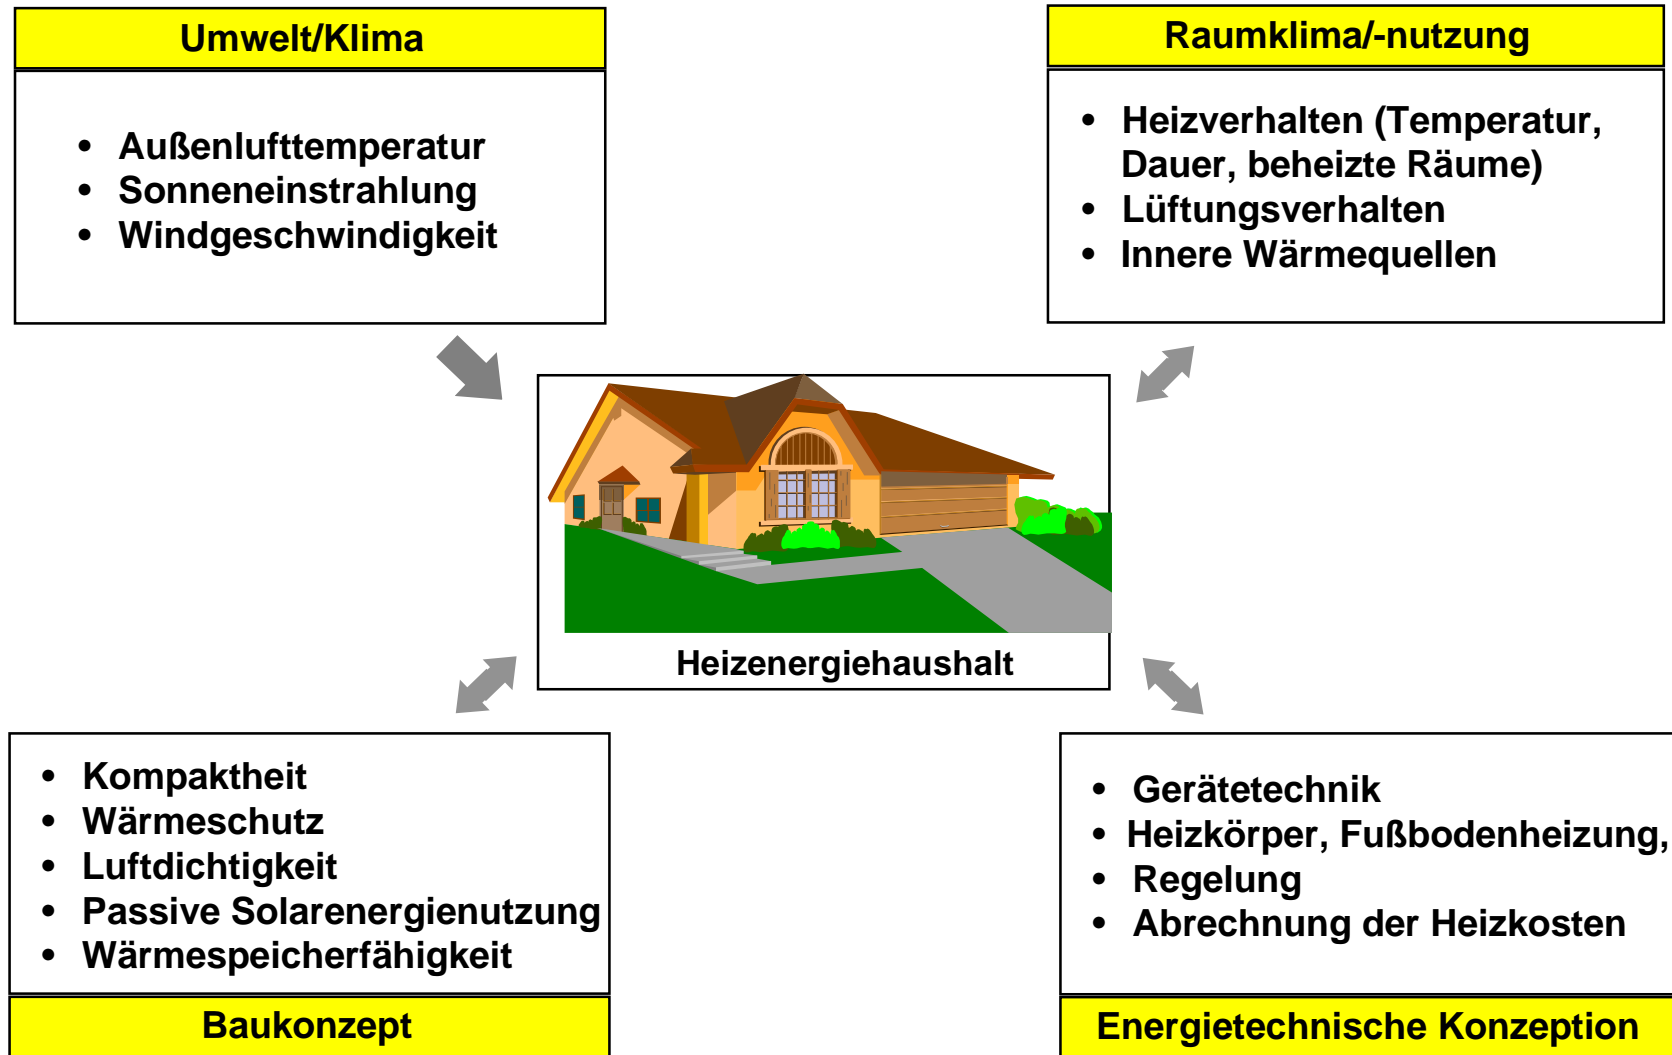 Umwelt/Klima
• Außenlufttemperatur
• Sonneneinstrahlung
• Windgeschwindigkeit
Raumklima/-nutzung
• Heizverhalten (Temperatur,
Dauer, beheizte Räume)
• Lüftungsverhalten
• Innere Wärmequellen
Heizenergiehaushalt
• Kompaktheit
• Wärmeschutz
• Luftdichtigkeit
• Passive Solarenergienutzung
• Wärmespeicherfähigkeit
Baukonzept
• Gerätetechnik
• Heizkörper, Fußbodenheizung,
• Regelung
• Abrechnung der Heizkosten
Energietechnische Konzeption